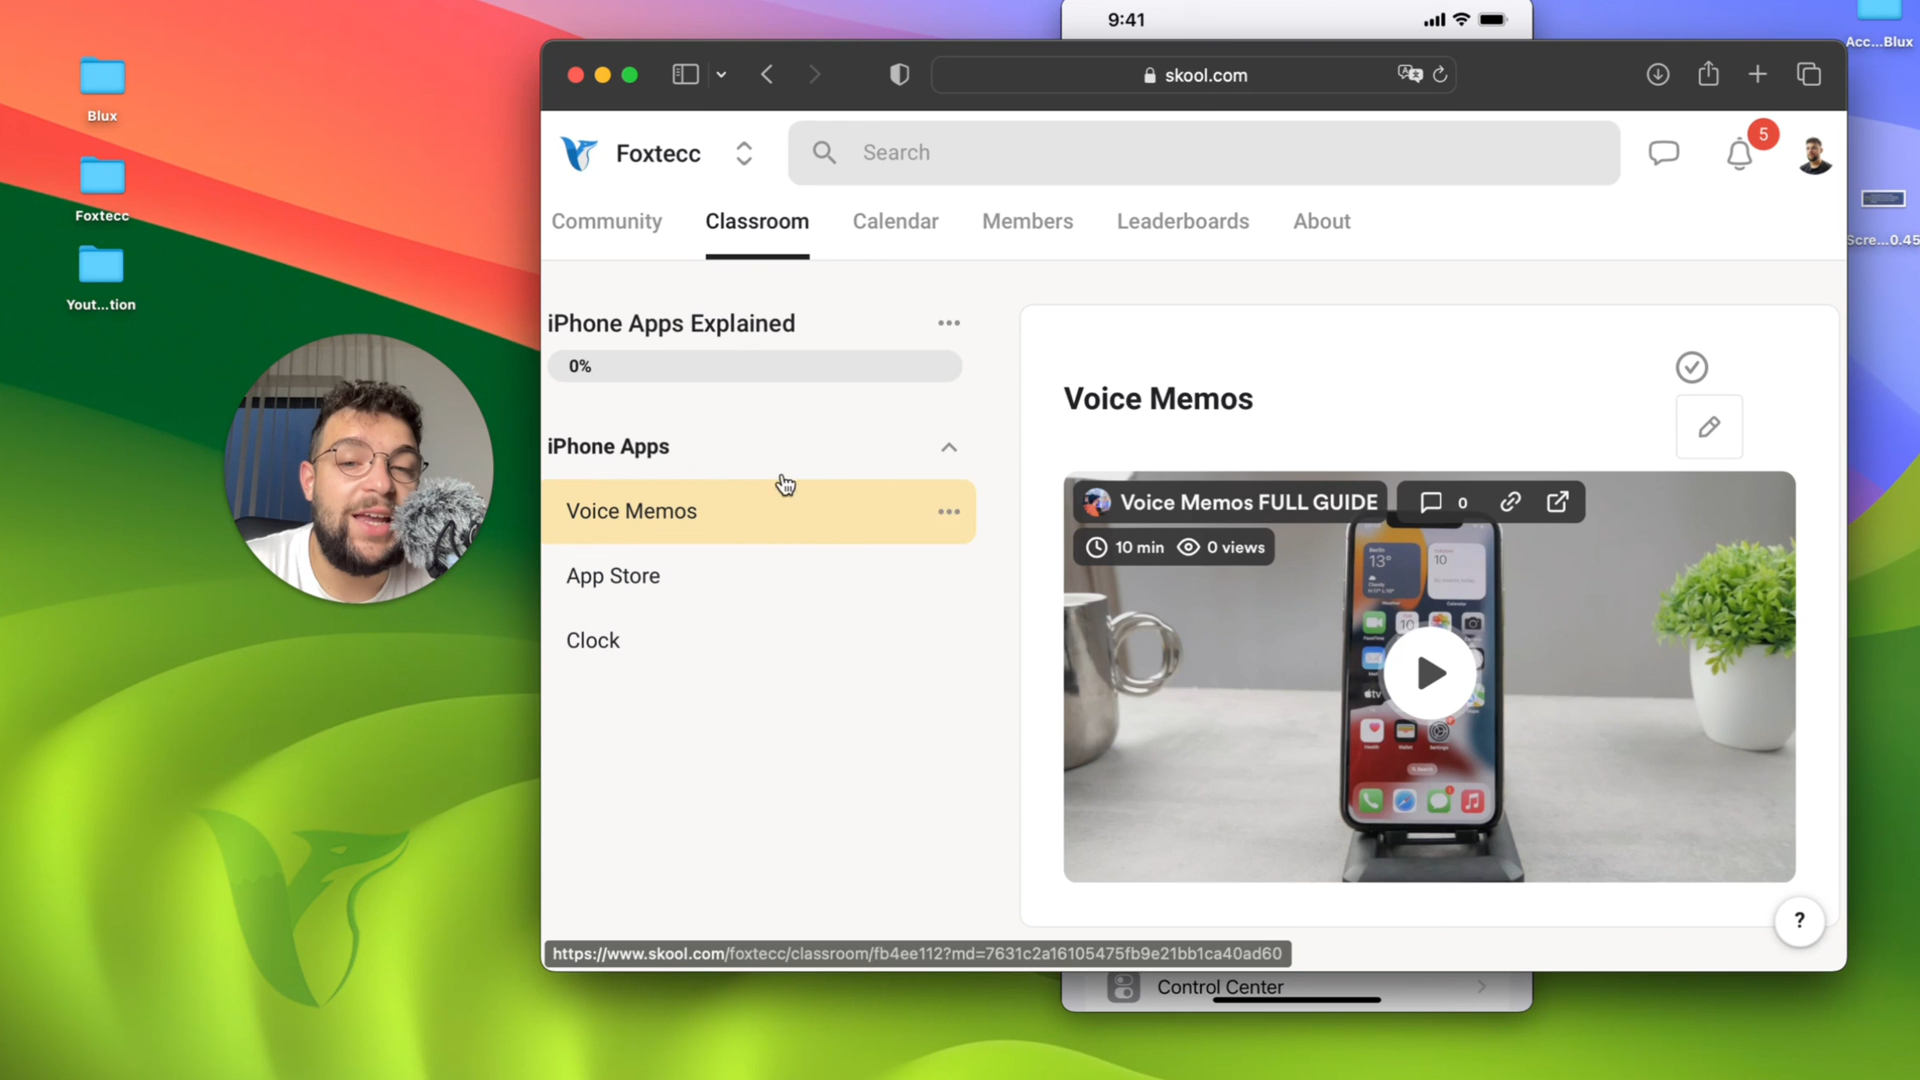 9:41
Acc...Blux
Blux
Foxtecc
Yout...tion
Scre...0.45
skool.com
Foxtecc
Search
5
Community
Classroom
Calendar
Members
Leaderboards
About
iPhone Apps Explained
0%
iPhone Apps
Voice Memos
App Store
Clock
Voice Memos
Voice Memos FULL GUIDE
0
10 min
0 views
Berlin
13°
10
10
?
https://www.skool.com/foxtecc/classroom/fb4ee112?md=7631c2a16105475fb9e21bb1ca40ad60
Control Center